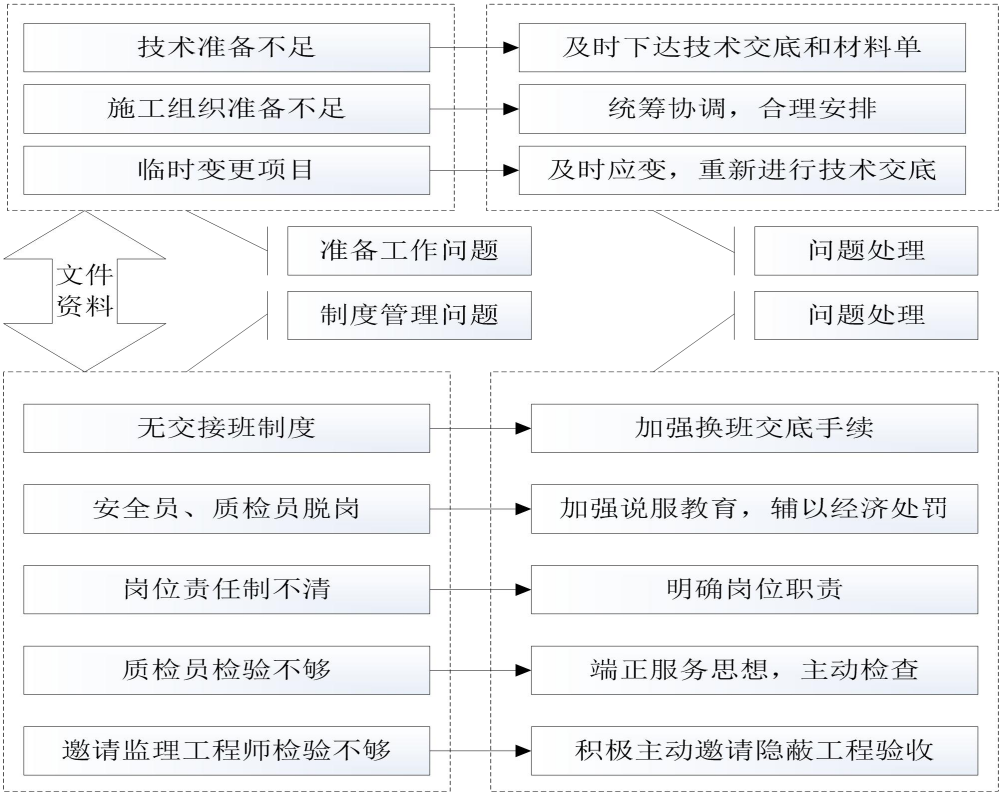 技术准备不足
及时下达技术交底和材料单
施工组织准备不足
统筹协调，合理安排
临时变更项目
及时应变，重新进行技术交底
文件
资料
准备工作问题
问题处理
制度管理问题
问题处理
无交接班制度
加强换班交底手续
安全员、质检员脱岗
加强说服教育，辅以经济处罚
岗位责任制不清
明确岗位职责
质检员检验不够
端正服务思想，主动检查
邀请监理工程师检验不够
积极主动邀请隐蔽工程验收